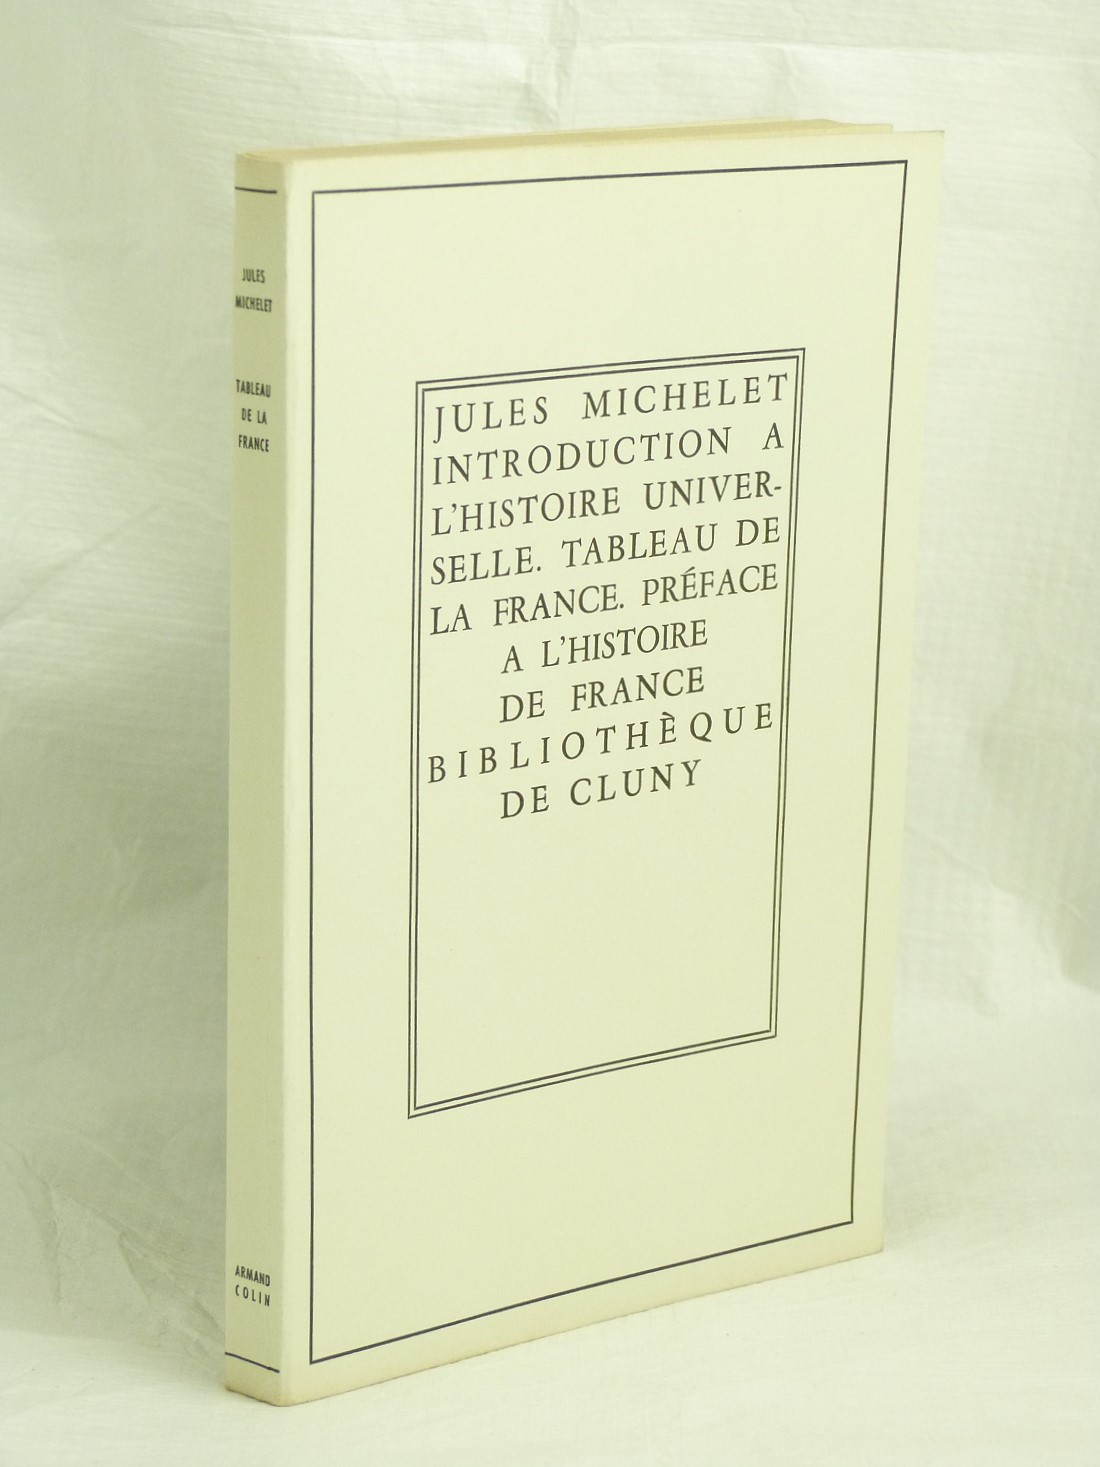 JULES
MICHELET
TABLEAU
DE LA
FRANCE
ARMAND
COLIN
JULES MICHELET
INTRODUCTION A
L'HISTOIRE UNIVER-
SELLE. TABLEAU DE
LA FRANCE. PRÉFACE
A L'HISTOIRE
DE FRANCE
BIBLIOTHÈQUE
DE CLUNY